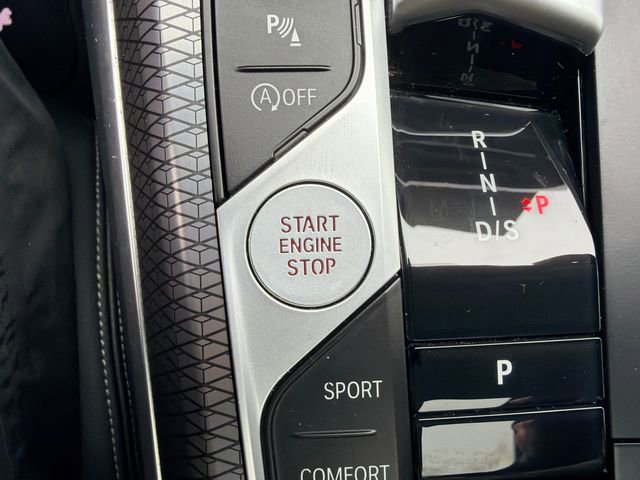 P
A OFF
START
ENGINE
STOP
SPORT
COMFORT
R
N
D/S
P
P